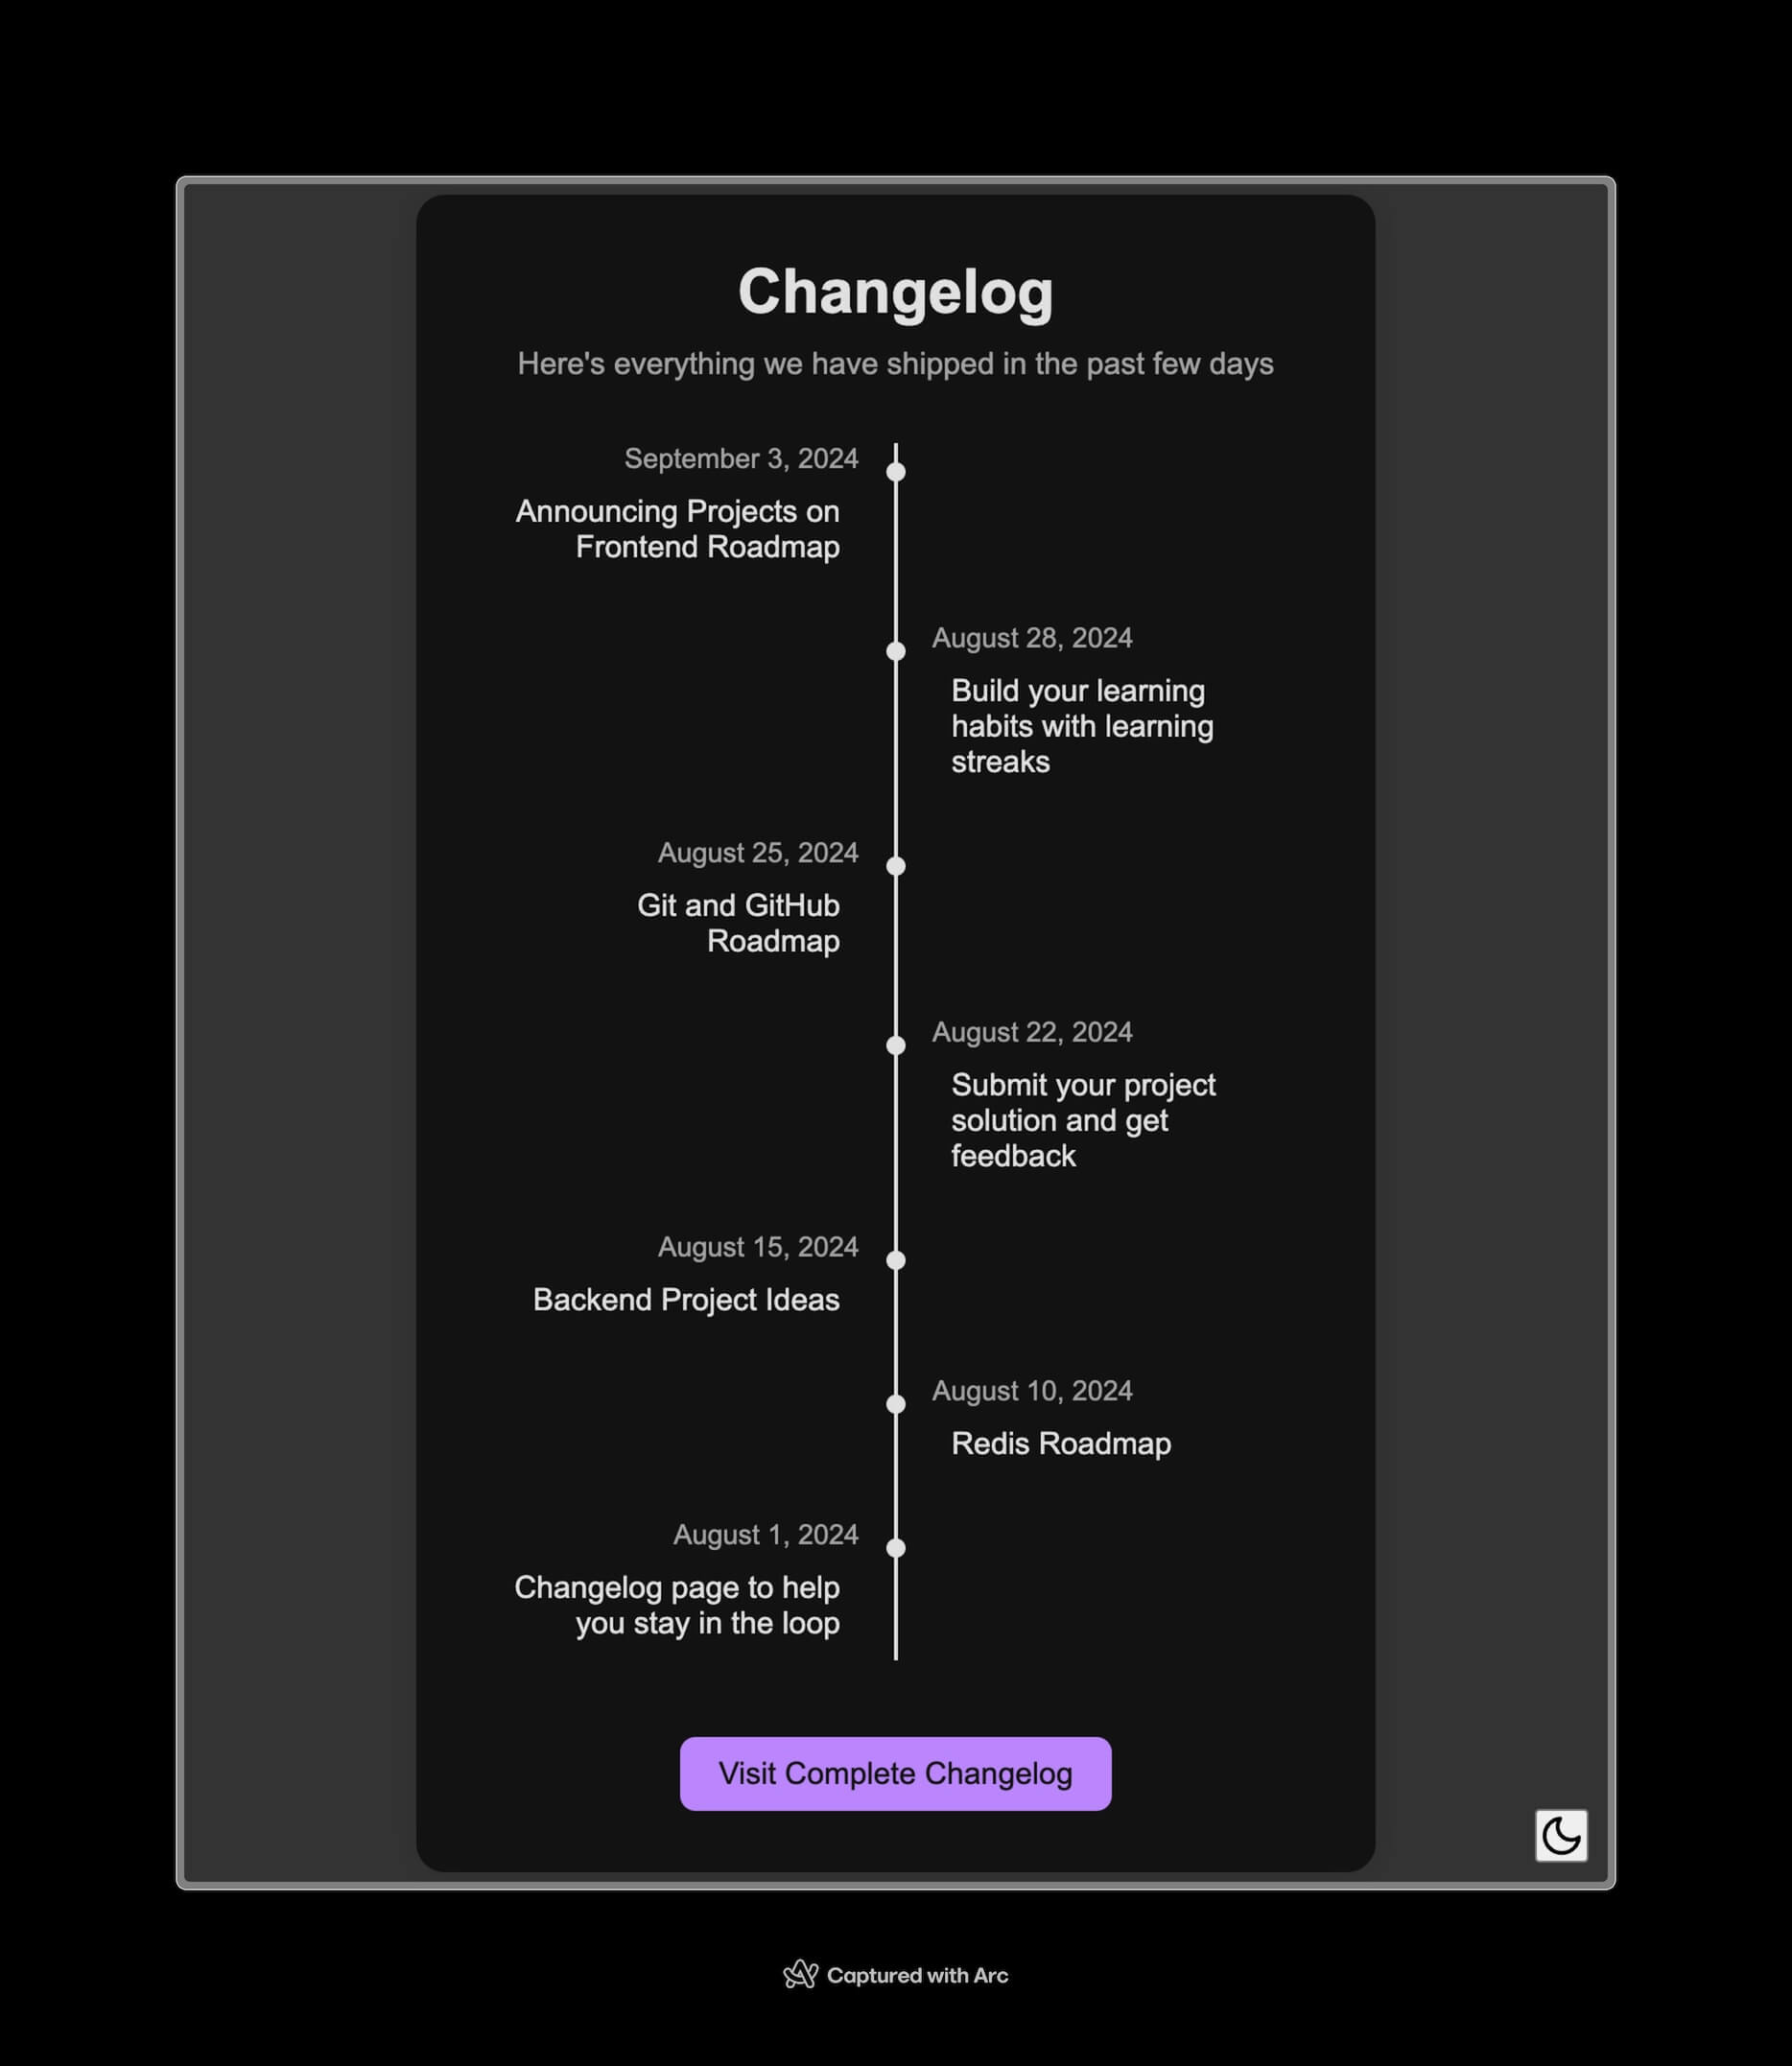 Changelog
Here's everything we have shipped in the past few days
September 3, 2024
Announcing Projects on
Frontend Roadmap
August 28, 2024
Build your learning
habits with learning
streaks
August 25, 2024
Git and GitHub
Roadmap
August 22, 2024
Submit your project
solution and get
feedback
August 15, 2024
Backend Project Ideas
August 10, 2024
Redis Roadmap
August 1, 2024
Changelog page to help
you stay in the loop
Visit Complete Changelog
Captured with Arc